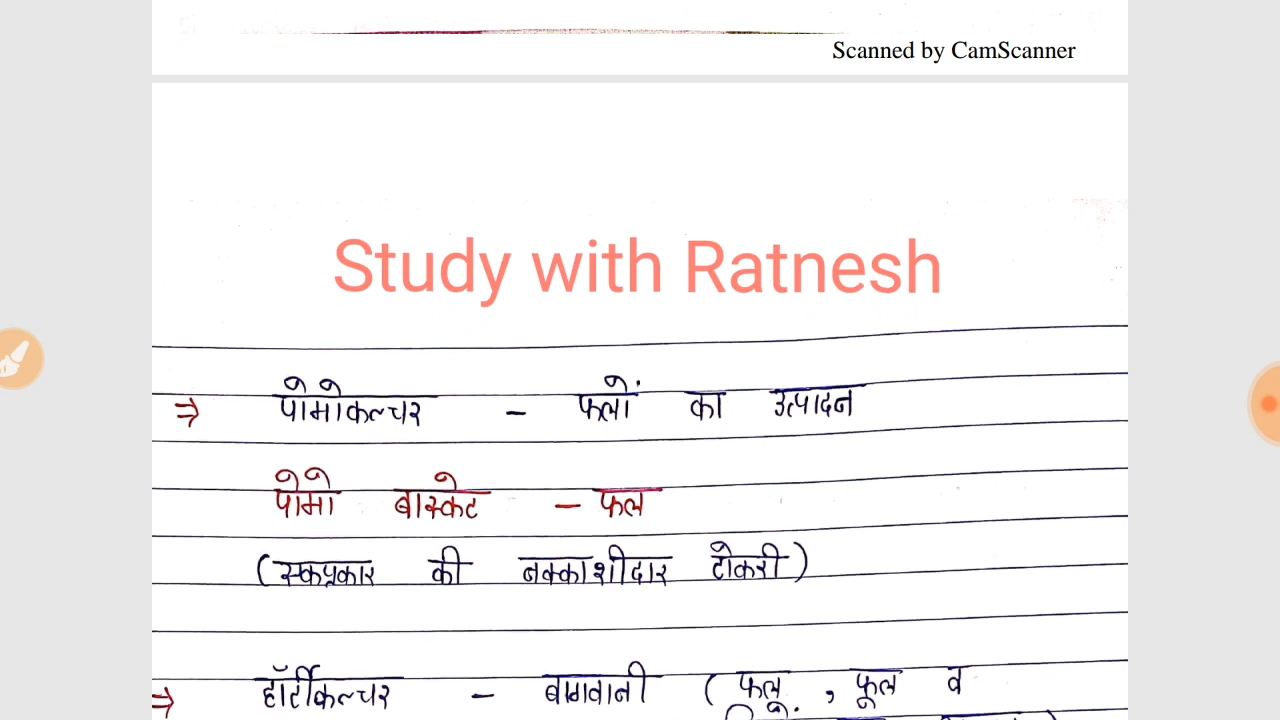 Scanned by CamScanner
Study with Ratnesh
⇒ पोमोकल्चर - फलों का उत्पादन
पोमो बास्केट - फल
(एकप्रकार की नक्काशीदार टोकरी)
⇒ हॉर्टीकल्चर - बागवानी ( फल , फूल व